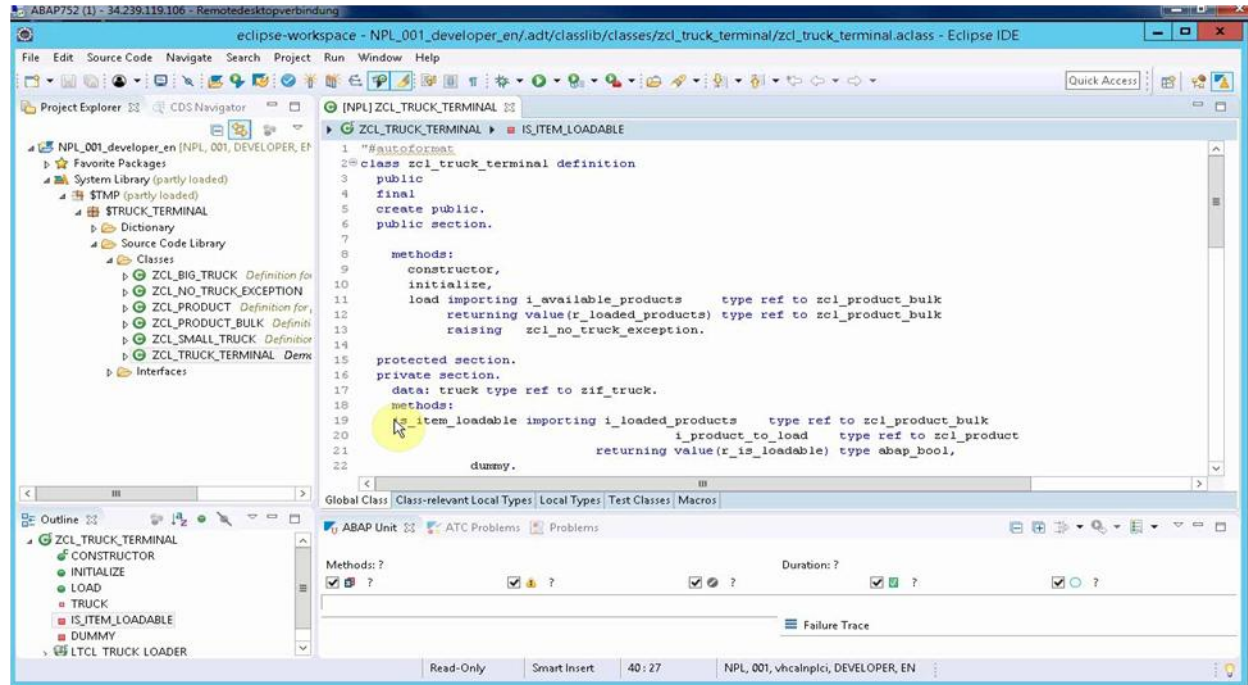 ABAP752 (1) - 34.239.119.106 - Remotedesktopverbindung
eclipse-workspace - NPL_001_developer_en/.adt/classlib/classes/zcl_truck_terminal/zcl_truck_terminal.aclass - Eclipse IDE
File Edit Source Code Navigate Search Project Run Window Help
Quick Access
Project Explorer CDS Navigator
NPL_001_developer_en [NPL, 001, DEVELOPER, EN
Favorite Packages
System Library (partly loaded)
$TMP (partly loaded)
$TRUCK_TERMINAL
Dictionary
Source Code Library
Classes
ZCL_BIG_TRUCK Definition for
ZCL_NO_TRUCK_EXCEPTION
ZCL_PRODUCT Definition for
ZCL_PRODUCT_BULK Definiti
ZCL_SMALL_TRUCK Definition
ZCL_TRUCK_TERMINAL Demo
Interfaces
[NPL] ZCL_TRUCK_TERMINAL
ZCL_TRUCK_TERMINAL IS_ITEM_LOADABLE
1 "#autoformat
2 class zcl_truck_terminal definition
3 public
4 final
5 create public.
6 public section.
7
8 methods:
9 constructor,
10 initialize,
11 load importing i_available_products type ref to zcl_product_bulk
12 returning value(r_loaded_products) type ref to zcl_product_bulk
13 raising zcl_no_truck_exception.
14
15 protected section.
16 private section.
17 data: truck type ref to zif_truck.
18 methods:
19 is_item_loadable importing i_loaded_products type ref to zcl_product_bulk
20 i_product_to_load type ref to zcl_product
21 returning value(r_is_loadable) type abap_bool,
22 dummy.
Global Class Class-relevant Local Types Local Types Test Classes Macros
Outline
ZCL_TRUCK_TERMINAL
CONSTRUCTOR
INITIALIZE
LOAD
TRUCK
IS_ITEM_LOADABLE
DUMMY
LTCL TRUCK LOADER
ABAP Unit ATC Problems Problems
Methods: ? Duration: ?
? ? ? ? ?
Failure Trace
Read-Only Smart Insert 40 : 27 NPL, 001, vhcalnplci, DEVELOPER, EN